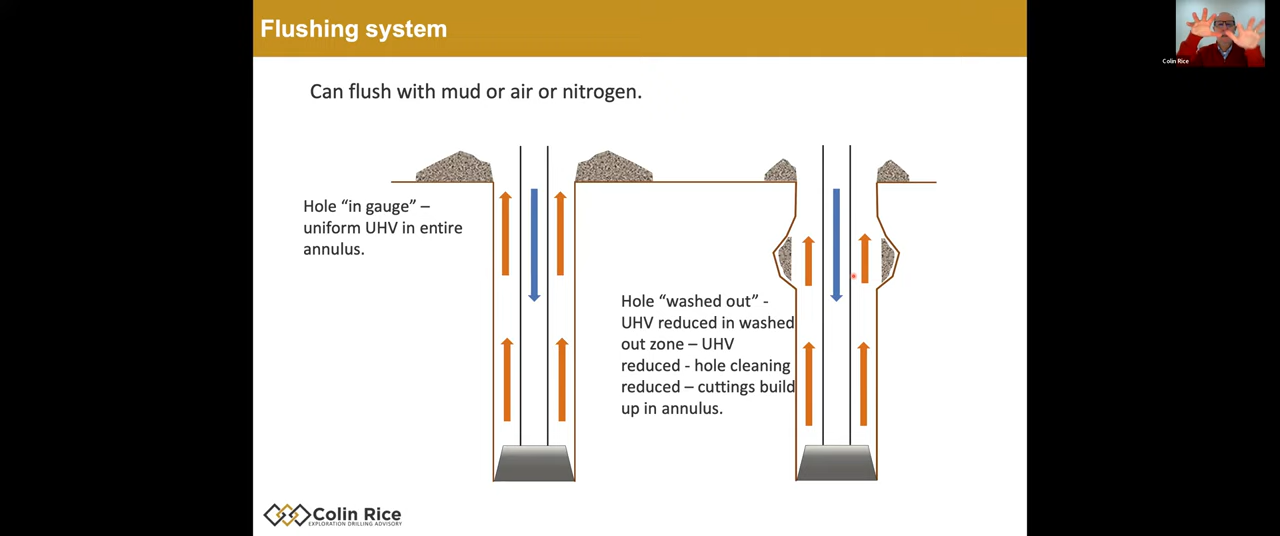 Flushing system
Colin Rice
Can flush with mud or air or nitrogen.
Hole “in gauge” –
uniform UHV in entire
annulus.
Hole “washed out” -
UHV reduced in washed
out zone – UHV
reduced - hole cleaning
reduced – cuttings build
up in annulus.
Colin Rice
EXPLORATION DRILLING ADVISORY